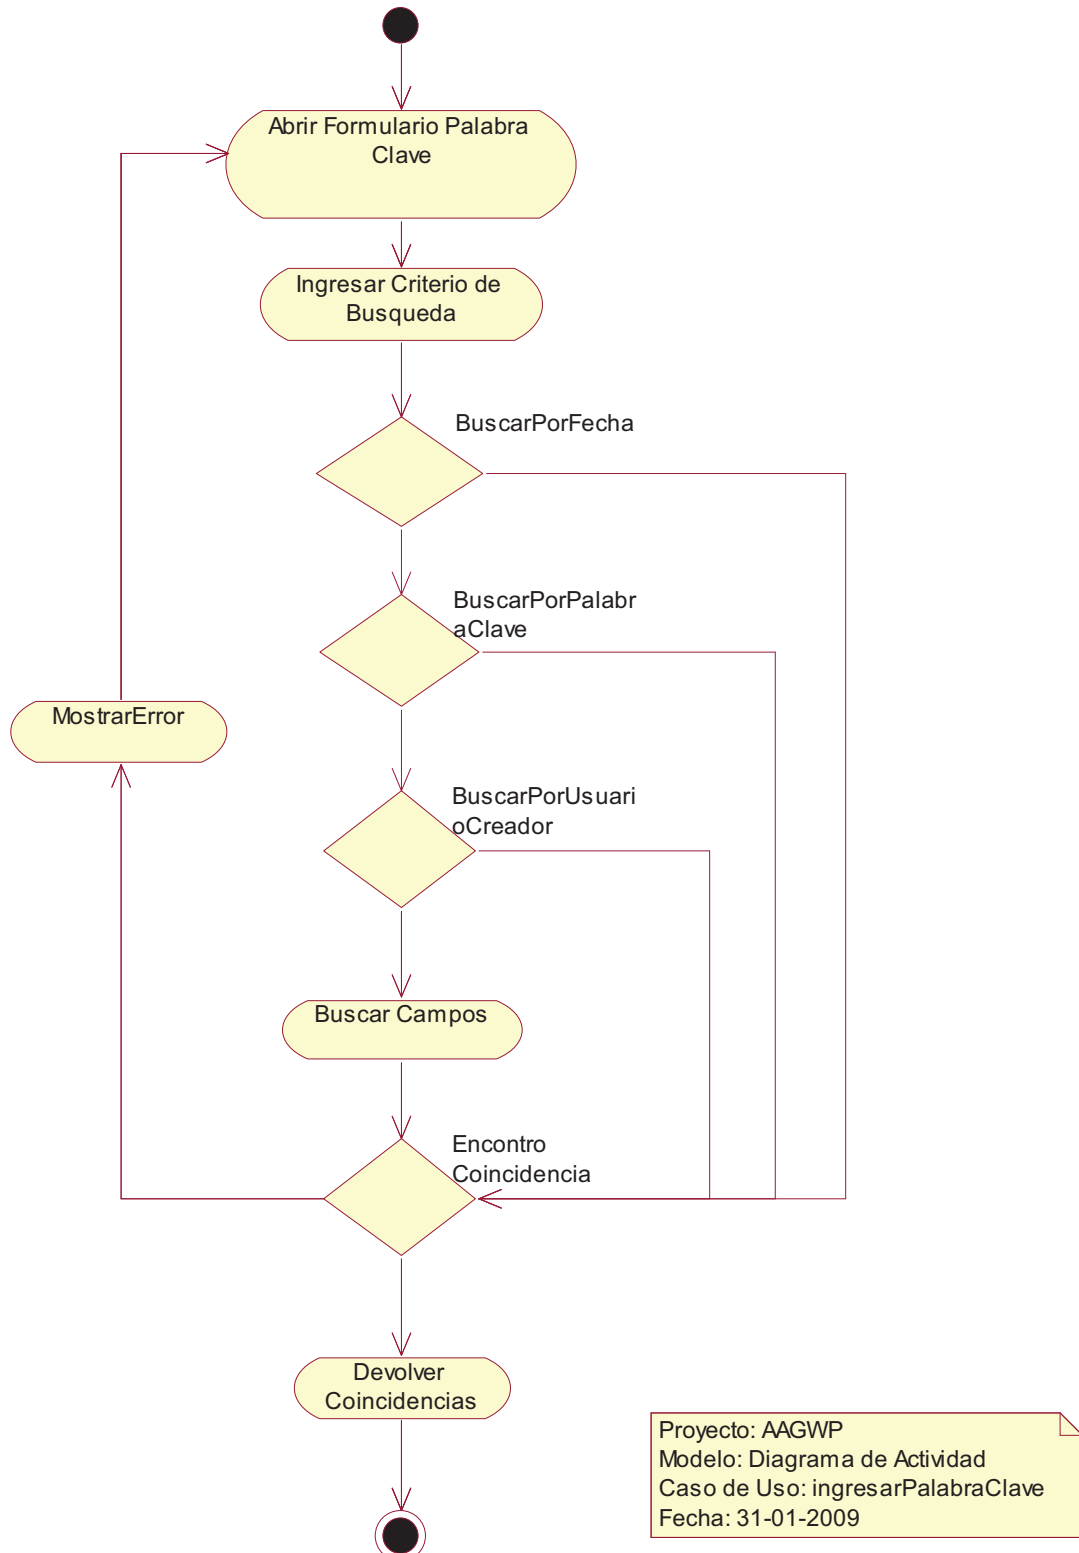 Abrir Formulario Palabra
Clave
Ingresar Criterio de
Busqueda
BuscarPorFecha
BuscarPorPalabr
aClave
MostrarError
BuscarPorUsuari
oCreador
Buscar Campos
Encontro
Coincidencia
Devolver
Coincidencias
Proyecto: AAGWP
Modelo: Diagrama de Actividad
Caso de Uso: ingresarPalabraClave
Fecha: 31-01-2009